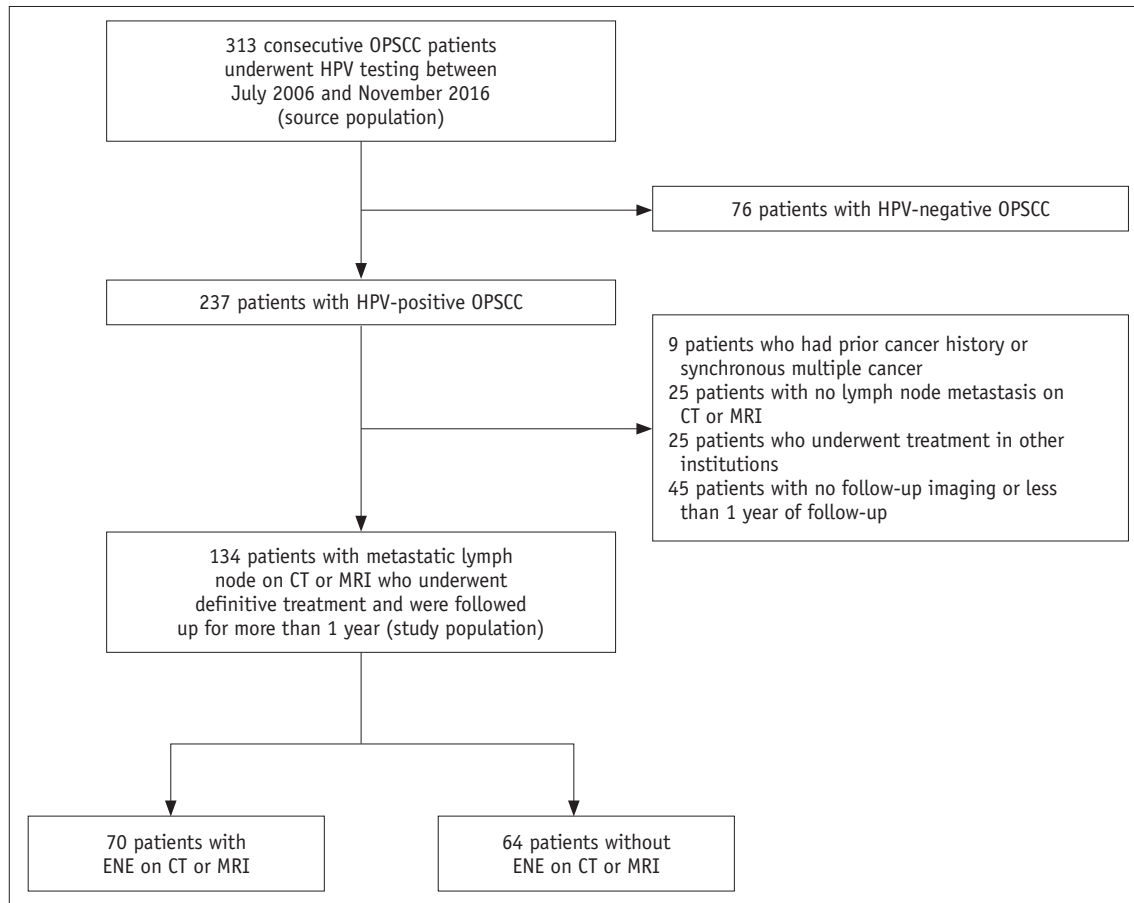 313 consecutive OPSCC patients
underwent HPV testing between
July 2006 and November 2016
(source population)
76 patients with HPV-negative OPSCC
237 patients with HPV-positive OPSCC
9 patients who had prior cancer history or
synchronous multiple cancer
25 patients with no lymph node metastasis on
CT or MRI
25 patients who underwent treatment in other
institutions
45 patients with no follow-up imaging or less
than 1 year of follow-up
134 patients with metastatic lymph
node on CT or MRI who underwent
definitive treatment and were followed
up for more than 1 year (study population)
70 patients with
ENE on CT or MRI
64 patients without
ENE on CT or MRI